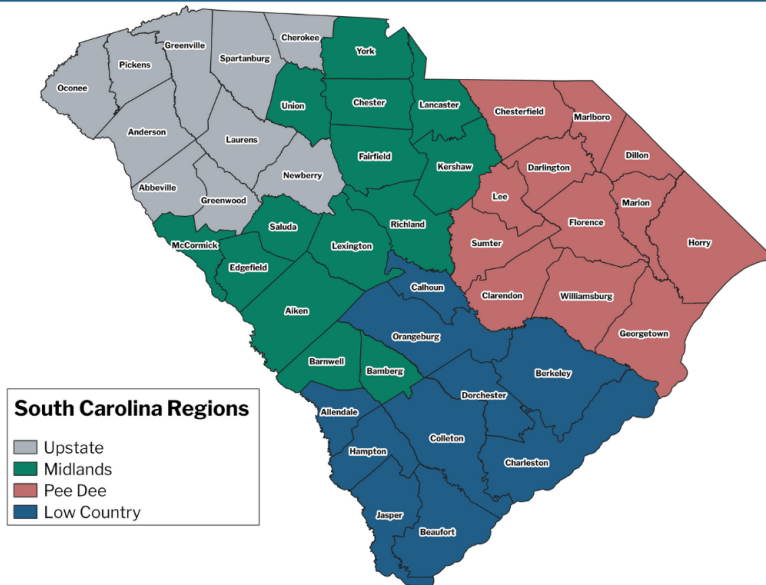 Cherokee
York
Greenville
Spartanburg
Pickens
Oconee
Union
Chester
Lancaster
Chesterfield
Marlboro
Anderson
Laurens
Fairfield
Kershaw
Darlington
Dillon
Newberry
Abbeville
Greenwood
Lee
Marion
Saluda
Richland
Florence
McCormick
Lexington
Sumter
Horry
Edgefield
Calhoun
Clarendon
Williamsburg
Aiken
Orangeburg
Georgetown
Barnwell
Bamberg
Berkeley
Dorchester
Allendale
Colleton
Hampton
Charleston
Jasper
Beaufort
South Carolina Regions
Upstate
Midlands
Pee Dee
Low Country